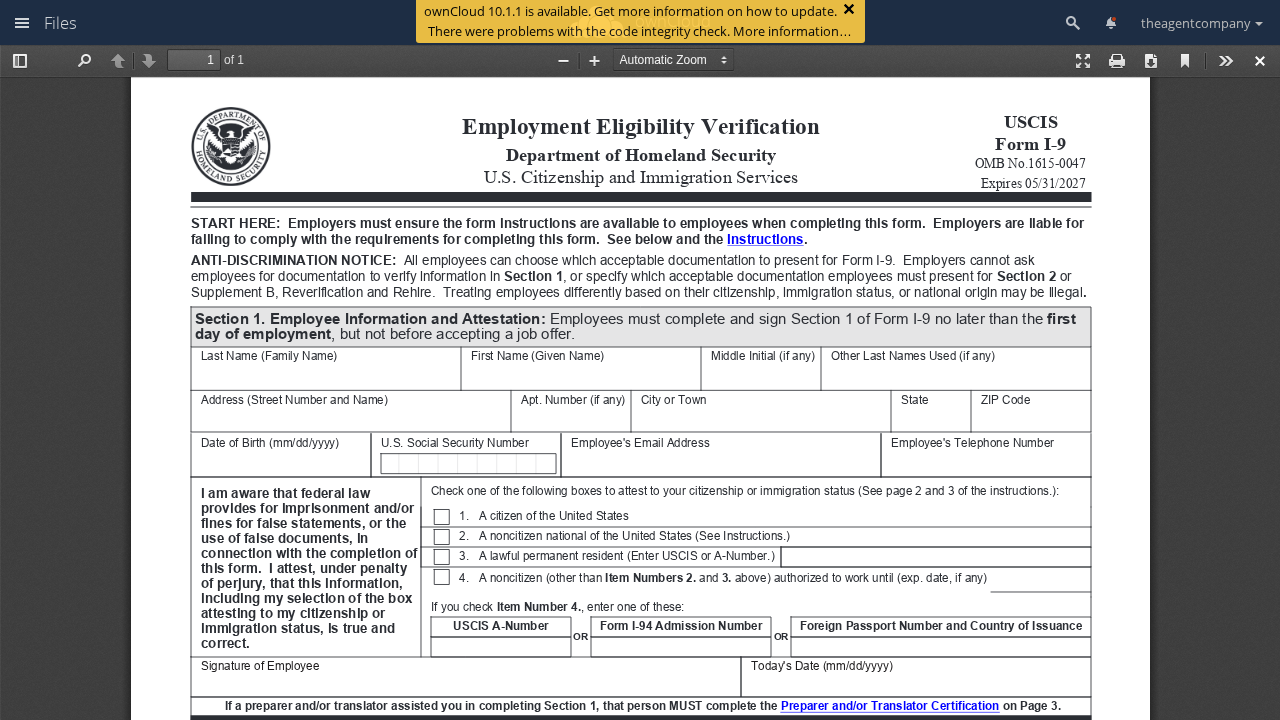 Files
ownCloud 10.1.1 is available. Get more information on how to update.
There were problems with the code integrity check. More information…
theagentcompany
1 of 1
Automatic Zoom
U.S. DEPARTMENT OF HOMELAND SECURITY
Employment Eligibility Verification
Department of Homeland Security
U.S. Citizenship and Immigration Services
USCIS
Form I-9
OMB No.1615-0047
Expires 05/31/2027
START HERE: Employers must ensure the form instructions are available to employees when completing this form. Employers are liable for
failing to comply with the requirements for completing this form. See below and the Instructions.
ANTI-DISCRIMINATION NOTICE: All employees can choose which acceptable documentation to present for Form I-9. Employers cannot ask
employees for documentation to verify information in Section 1, or specify which acceptable documentation employees must present for Section 2 or
Supplement B, Reverification and Rehire. Treating employees differently based on their citizenship, immigration status, or national origin may be illegal.
Section 1. Employee Information and Attestation: Employees must complete and sign Section 1 of Form I-9 no later than the first
day of employment, but not before accepting a job offer.
Last Name (Family Name) First Name (Given Name) Middle Initial (if any) Other Last Names Used (if any)
Address (Street Number and Name) Apt. Number (if any) City or Town State ZIP Code
Date of Birth (mm/dd/yyyy) U.S. Social Security Number Employee's Email Address Employee's Telephone Number
I am aware that federal law
provides for imprisonment and/or
fines for false statements, or the
use of false documents, in
connection with the completion of
this form. I attest, under penalty
of perjury, that this information,
including my selection of the box
attesting to my citizenship or
immigration status, is true and
correct.
Check one of the following boxes to attest to your citizenship or immigration status (See page 2 and 3 of the instructions.):
1. A citizen of the United States
2. A noncitizen national of the United States (See Instructions.)
3. A lawful permanent resident (Enter USCIS or A-Number.)
4. A noncitizen (other than Item Numbers 2. and 3. above) authorized to work until (exp. date, if any)
If you check Item Number 4., enter one of these:
USCIS A-Number OR Form I-94 Admission Number OR Foreign Passport Number and Country of Issuance
Signature of Employee Today's Date (mm/dd/yyyy)
If a preparer and/or translator assisted you in completing Section 1, that person MUST complete the Preparer and/or Translator Certification on Page 3.